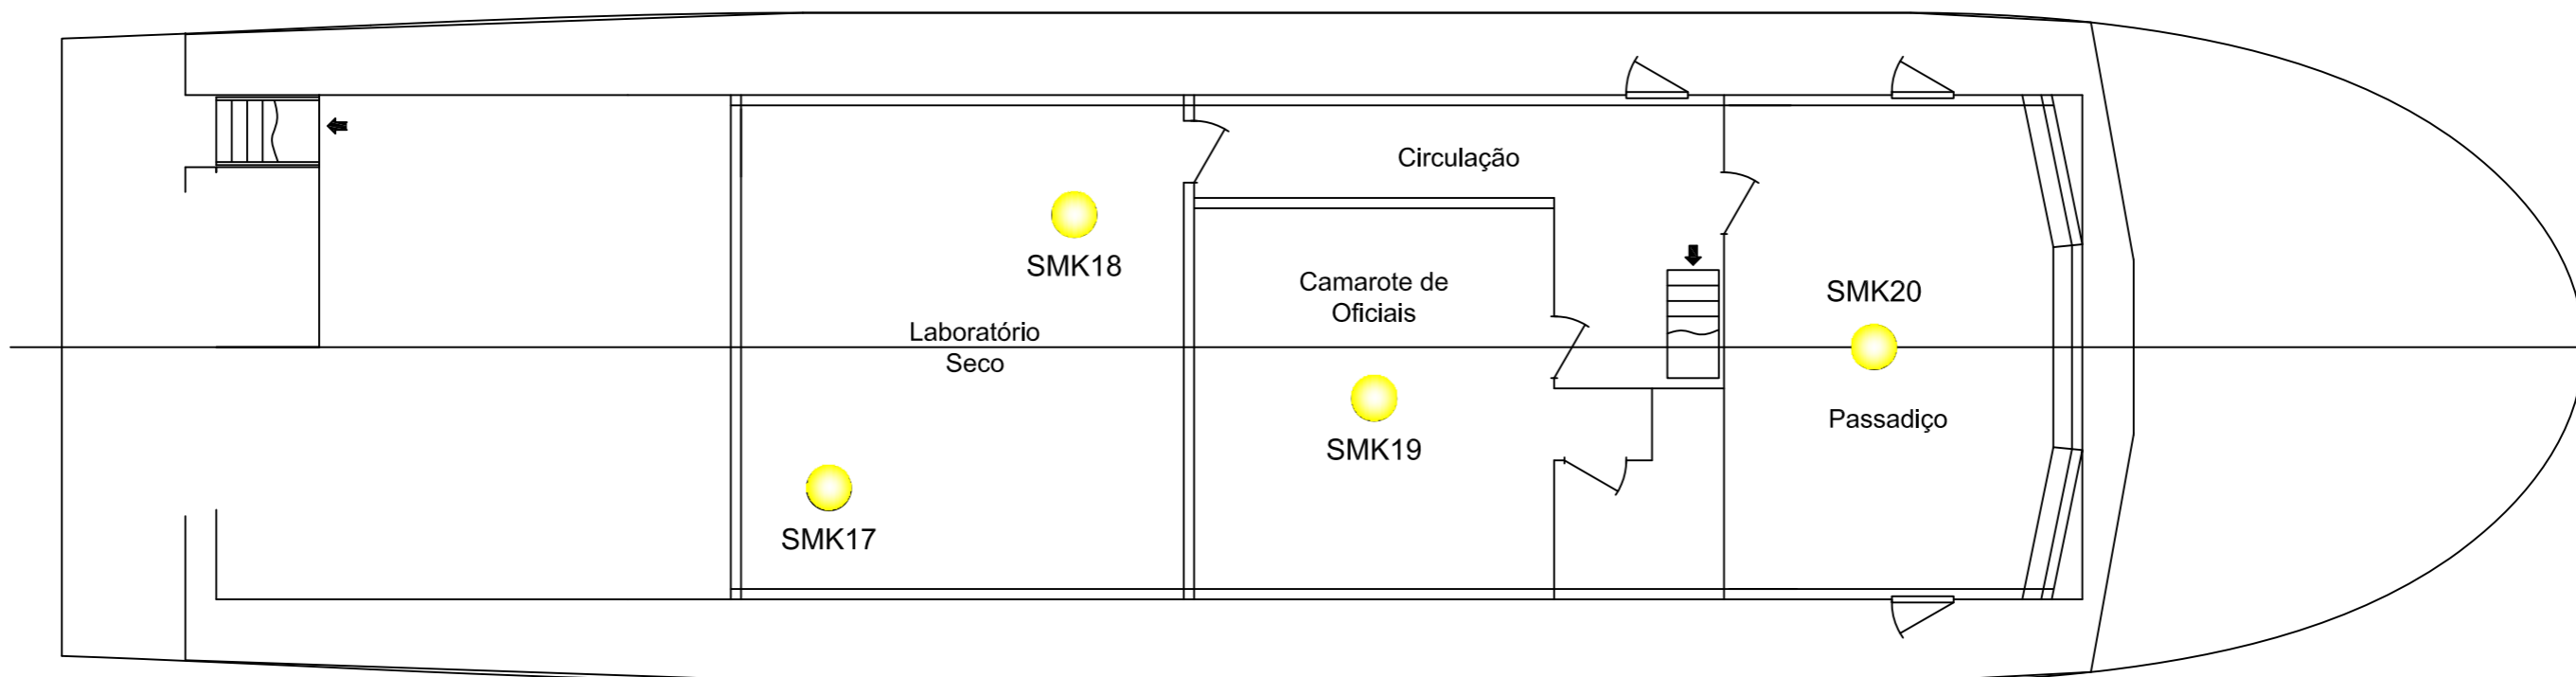 Circulação
SMK18
Camarote de
Oficiais
SMK20
Laboratório
Seco
Passadiço
SMK19
SMK17